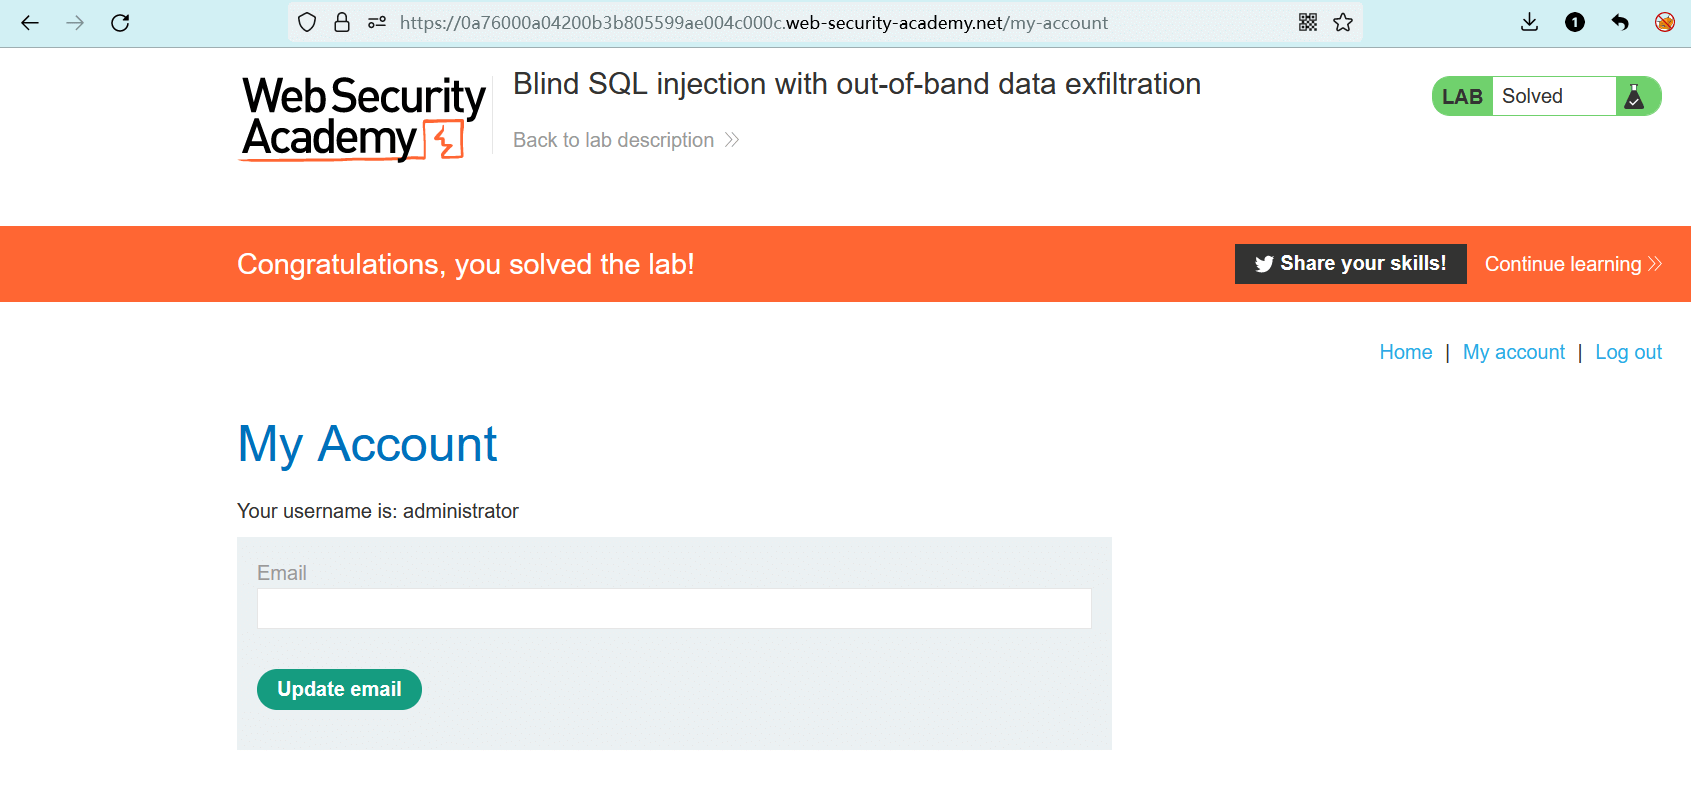 https://0a76000a04200b3b805599ae004c000c.web-security-academy.net/my-account
1
Web Security
Academy
Blind SQL injection with out-of-band data exfiltration
Back to lab description
LAB Solved
Congratulations, you solved the lab!
Share your skills!
Continue learning
Home | My account | Log out
My Account
Your username is: administrator
Email
Update email